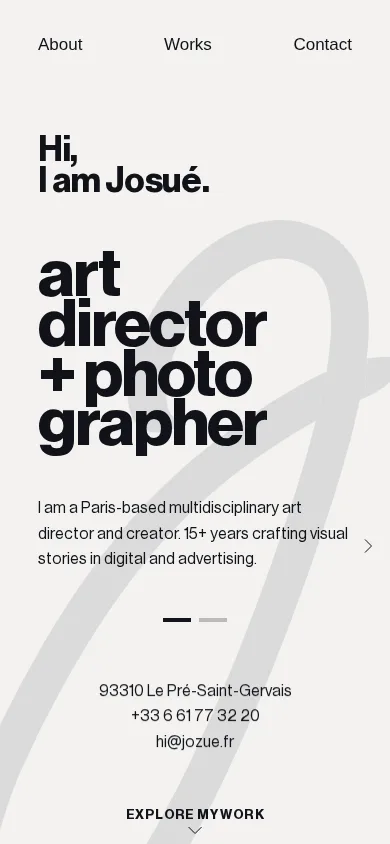 About Works Contact
Hi,
I am Josué.
art
director
+ photo
grapher
I am a Paris-based multidisciplinary art
director and creator. 15+ years crafting visual
stories in digital and advertising.
93310 Le Pré-Saint-Gervais
+33 6 61 77 32 20
hi@jozue.fr
EXPLORE MYWORK